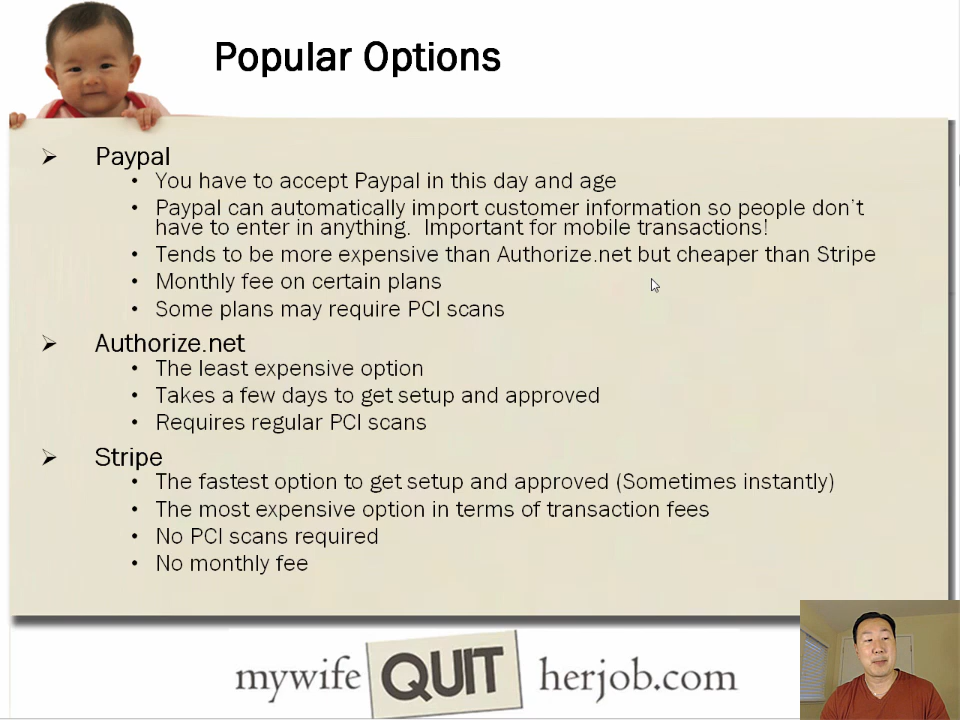 Popular Options
➢ Paypal
• You have to accept Paypal in this day and age
• Paypal can automatically import customer information so people don't
have to enter in anything. Important for mobile transactions!
• Tends to be more expensive than Authorize.net but cheaper than Stripe
• Monthly fee on certain plans
• Some plans may require PCI scans
➢ Authorize.net
• The least expensive option
• Takes a few days to get setup and approved
• Requires regular PCI scans
➢ Stripe
• The fastest option to get setup and approved (Sometimes instantly)
• The most expensive option in terms of transaction fees
• No PCI scans required
• No monthly fee
mywife QUIT herjob.com